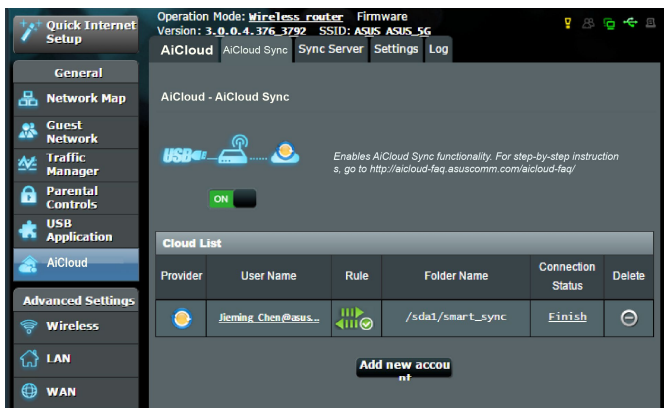 Quick Internet
Setup
Operation Mode: Wireless router Firmware
Version: 3.0.0.4.376_3792 SSID: ASUS ASUS_5G
AiCloud AiCloud Sync Sync Server Settings Log
General
Network Map
Guest
Network
Traffic
Manager
Parental
Controls
USB
Application
AiCloud
Advanced Settings
Wireless
LAN
WAN
AiCloud - AiCloud Sync
USB
Enables AiCloud Sync functionality. For step-by-step instruction
s, go to http://aicloud-faq.asuscomm.com/aicloud-faq/
ON
Cloud List
Provider User Name Rule Folder Name Connection Status Delete
Jieming_Chen@asus... /sda1/smart_sync Finish
Add new accou
nt